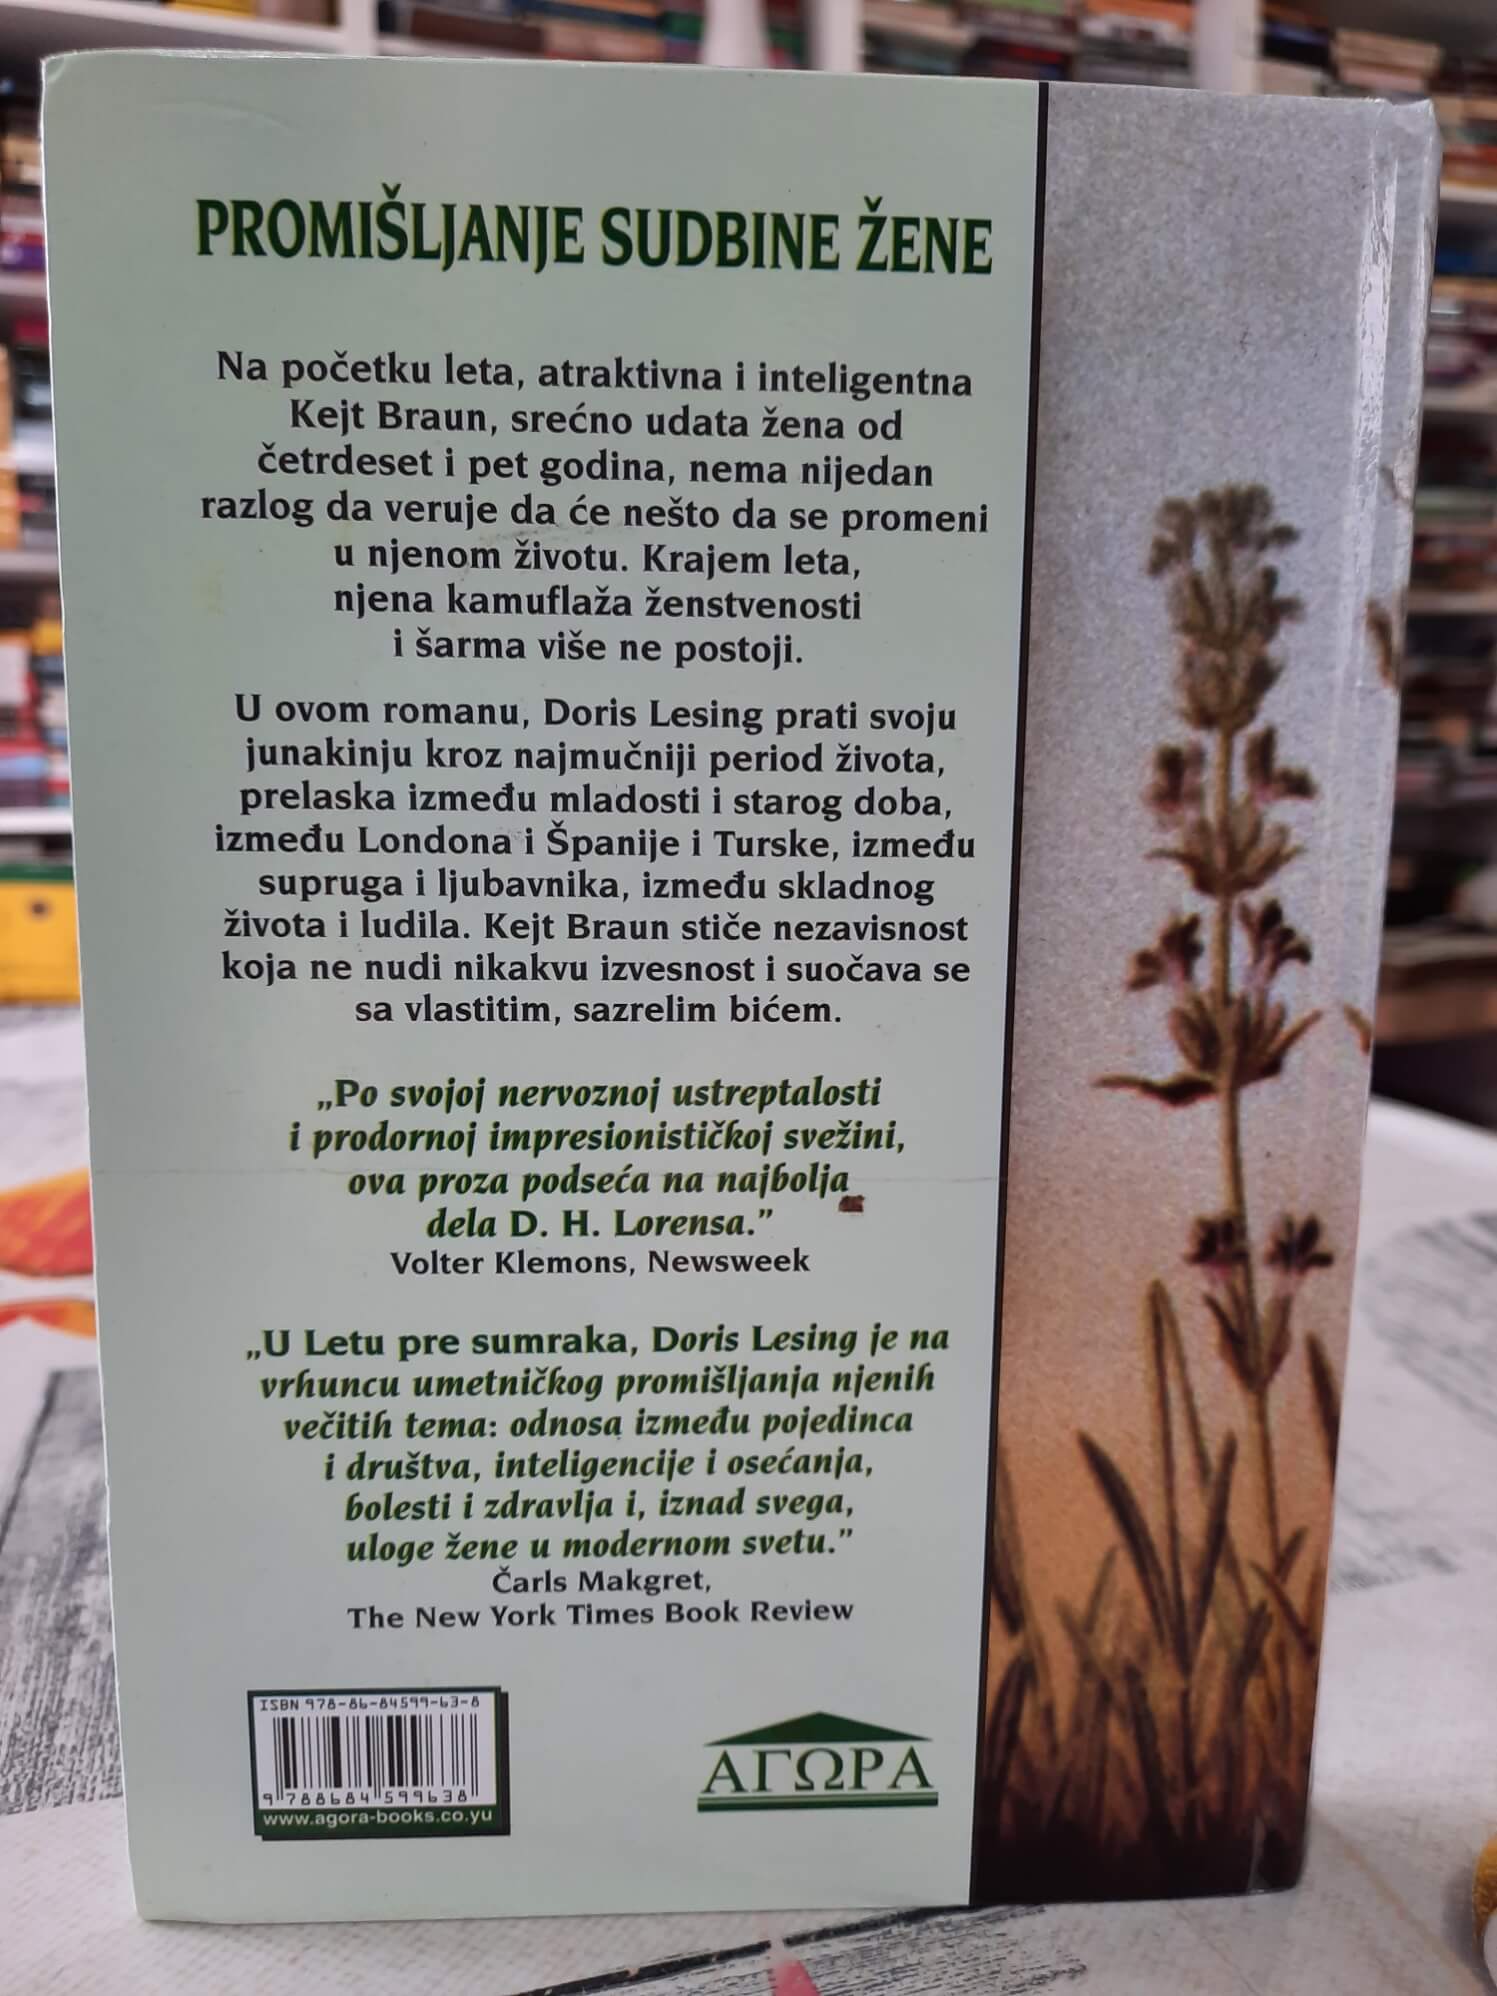 PROMIŠLJANJE SUDBINE ŽENE
Na početku leta, atraktivna i inteligentna
Kejt Braun, srećno udata žena od
četrdeset i pet godina, nema nijedan
razlog da veruje da će nešto da se promeni
u njenom životu. Krajem leta,
njena kamuflaža ženstvenosti
i šarma više ne postoji.
U ovom romanu, Doris Lesing prati svoju
junakinju kroz najmučniji period života,
prelaska između mladosti i starog doba,
između Londona i Španije i Turske, između
supruga i ljubavnika, između skladnog
života i ludila. Kejt Braun stiče nezavisnost
koja ne nudi nikakvu izvesnost i suočava se
sa vlastitim, sazrelim bićem.
„Po svojoj nervoznoj ustreptalosti
i prodornoj impresionističkoj svežini,
ova proza podseća na najbolja
dela D. H. Lorensa.”
Volter Klemons, Newsweek
„U Letu pre sumraka, Doris Lesing je na
vrhuncu umetničkog promišljanja njenih
večitih tema: odnosa između pojedinca
i društva, inteligencije i osećanja,
bolesti i zdravlja i, iznad svega,
uloge žene u modernom svetu.”
Čarls Makgret,
The New York Times Book Review
ISBN 978-86-84599-63-8
9 788684 599638
www.agora-books.co.yu
ΑΓΩΡΑ